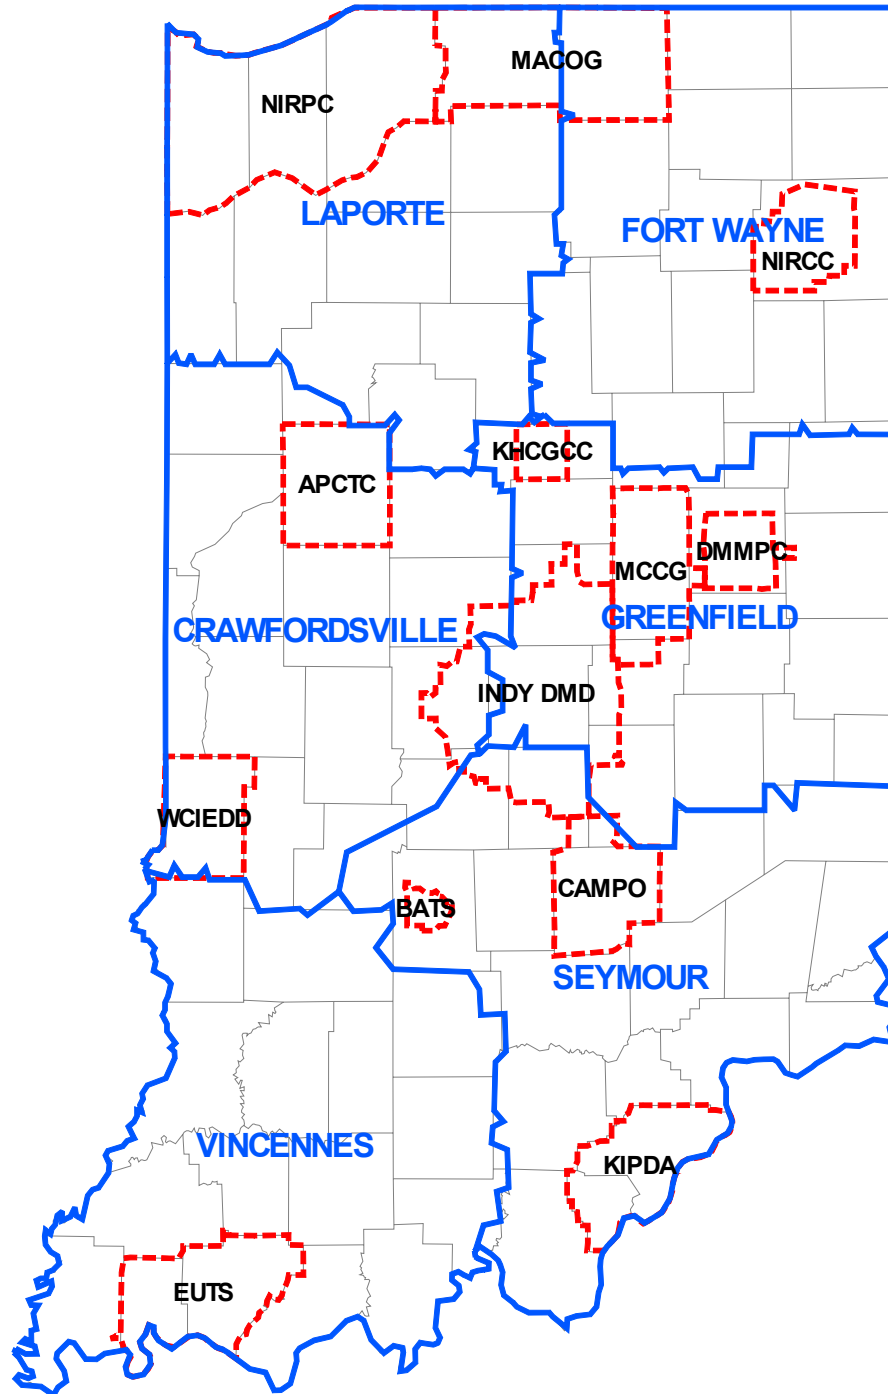 MACOG
NIRPC
LAPORTE
FORT WAYNE
NIRCC
KHCGCC
APCTC
DMMPC
MCCG
CRAWFORDSVILLE
GREENFIELD
INDY DMD
WCIEDD
CAMPO
BATS
SEYMOUR
VINCENNES
KIPDA
EUTS